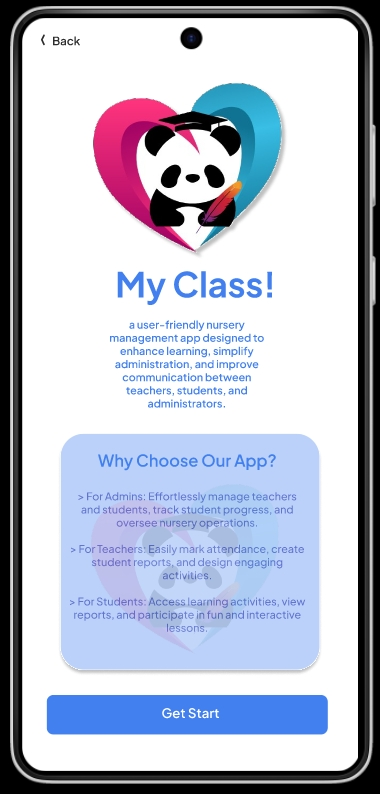 Back
My Class!
a user-friendly nursery
management app designed to
enhance learning, simplify
administration, and improve
communication between
teachers, students, and
administrators.
Why Choose Our App?
> For Admins: Effortlessly manage teachers
and students, track student progress, and
oversee nursery operations.
> For Teachers: Easily mark attendance, create
student reports, and design engaging
activities.
> For Students: Access learning activities, view
reports, and participate in fun and interactive
lessons.
Get Start